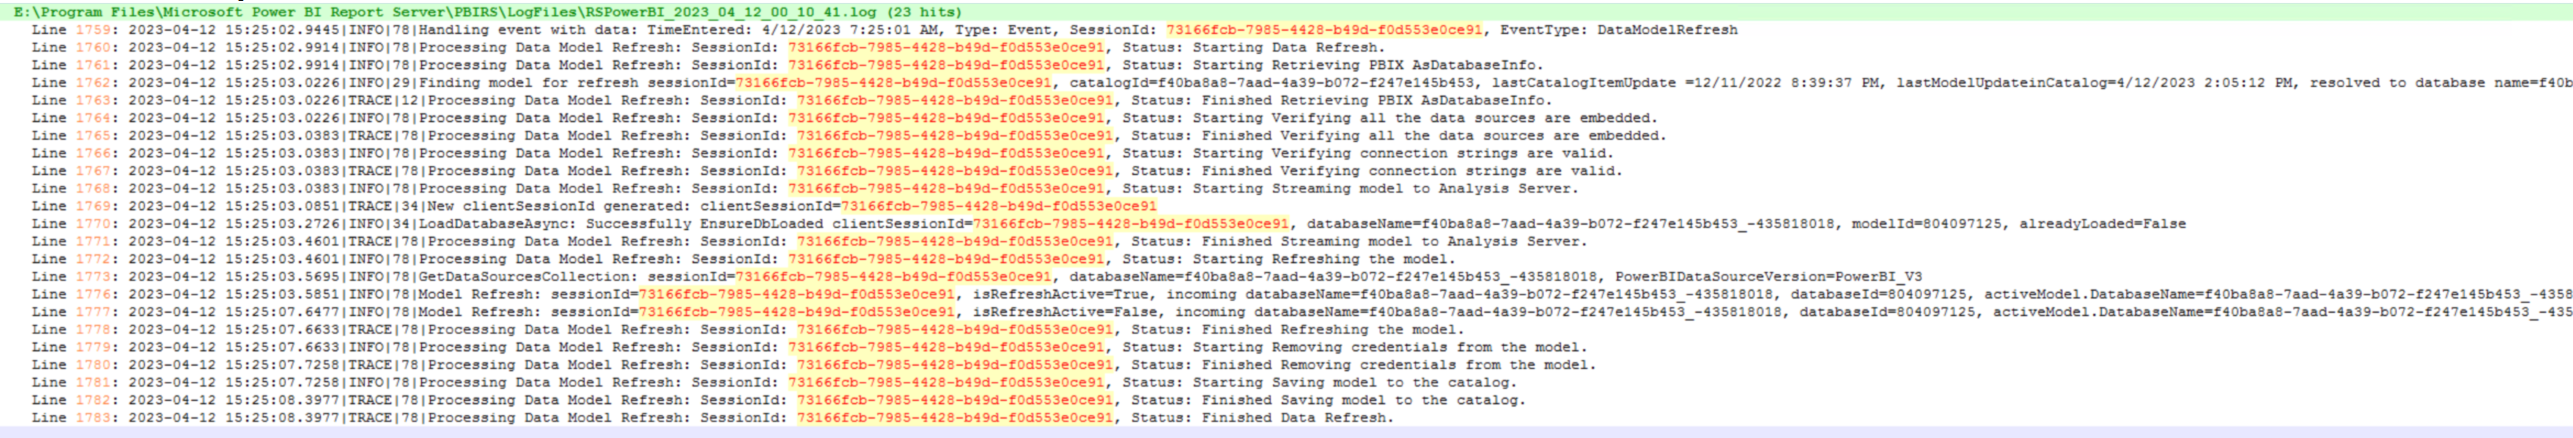 E:\Program Files\Microsoft Power BI Report Server\PBIRS\LogFiles\RSPowerBI_2023_04_12_00_10_41.log (23 hits)
Line 1759: 2023-04-12 15:25:02.9445|INFO|78|Handling event with data: TimeEntered: 4/12/2023 7:25:01 AM, Type: Event, SessionId: 73166fcb-7985-4428-b49d-f0d553e0ce91, EventType: DataModelRefresh
Line 1760: 2023-04-12 15:25:02.9914|INFO|78|Processing Data Model Refresh: SessionId: 73166fcb-7985-4428-b49d-f0d553e0ce91, Status: Starting Data Refresh.
Line 1761: 2023-04-12 15:25:02.9914|INFO|78|Processing Data Model Refresh: SessionId: 73166fcb-7985-4428-b49d-f0d553e0ce91, Status: Starting Retrieving PBIX AsDatabaseInfo.
Line 1762: 2023-04-12 15:25:03.0226|INFO|29|Finding model for refresh sessionId=73166fcb-7985-4428-b49d-f0d553e0ce91, catalogId=f40ba8a8-7aad-4a39-b072-f247e145b453, lastCatalogItemUpdate =12/11/2022 8:39:37 PM, lastModelUpdateinCatalog=4/12/2023 2:05:12 PM, resolved to database name=f40b
Line 1763: 2023-04-12 15:25:03.0226|TRACE|12|Processing Data Model Refresh: SessionId: 73166fcb-7985-4428-b49d-f0d553e0ce91, Status: Finished Retrieving PBIX AsDatabaseInfo.
Line 1764: 2023-04-12 15:25:03.0226|INFO|78|Processing Data Model Refresh: SessionId: 73166fcb-7985-4428-b49d-f0d553e0ce91, Status: Starting Verifying all the data sources are embedded.
Line 1765: 2023-04-12 15:25:03.0383|TRACE|78|Processing Data Model Refresh: SessionId: 73166fcb-7985-4428-b49d-f0d553e0ce91, Status: Finished Verifying all the data sources are embedded.
Line 1766: 2023-04-12 15:25:03.0383|INFO|78|Processing Data Model Refresh: SessionId: 73166fcb-7985-4428-b49d-f0d553e0ce91, Status: Starting Verifying connection strings are valid.
Line 1767: 2023-04-12 15:25:03.0383|TRACE|78|Processing Data Model Refresh: SessionId: 73166fcb-7985-4428-b49d-f0d553e0ce91, Status: Finished Verifying connection strings are valid.
Line 1768: 2023-04-12 15:25:03.0383|INFO|78|Processing Data Model Refresh: SessionId: 73166fcb-7985-4428-b49d-f0d553e0ce91, Status: Starting Streaming model to Analysis Server.
Line 1769: 2023-04-12 15:25:03.0851|TRACE|34|New clientSessionId generated: clientSessionId=73166fcb-7985-4428-b49d-f0d553e0ce91
Line 1770: 2023-04-12 15:25:03.2726|INFO|34|LoadDatabaseAsync: Successfully EnsureDbLoaded clientSessionId=73166fcb-7985-4428-b49d-f0d553e0ce91, databaseName=f40ba8a8-7aad-4a39-b072-f247e145b453_-435818018, modelId=804097125, alreadyLoaded=False
Line 1771: 2023-04-12 15:25:03.4601|TRACE|78|Processing Data Model Refresh: SessionId: 73166fcb-7985-4428-b49d-f0d553e0ce91, Status: Finished Streaming model to Analysis Server.
Line 1772: 2023-04-12 15:25:03.4601|INFO|78|Processing Data Model Refresh: SessionId: 73166fcb-7985-4428-b49d-f0d553e0ce91, Status: Starting Refreshing the model.
Line 1773: 2023-04-12 15:25:03.5695|INFO|78|GetDataSourcesCollection: sessionId=73166fcb-7985-4428-b49d-f0d553e0ce91, databaseName=f40ba8a8-7aad-4a39-b072-f247e145b453_-435818018, PowerBIDataSourceVersion=PowerBI_V3
Line 1776: 2023-04-12 15:25:03.5851|INFO|78|Model Refresh: sessionId=73166fcb-7985-4428-b49d-f0d553e0ce91, isRefreshActive=True, incoming databaseName=f40ba8a8-7aad-4a39-b072-f247e145b453_-435818018, databaseId=804097125, activeModel.DatabaseName=f40ba8a8-7aad-4a39-b072-f247e145b453_-4358
Line 1777: 2023-04-12 15:25:07.6477|INFO|78|Model Refresh: sessionId=73166fcb-7985-4428-b49d-f0d553e0ce91, isRefreshActive=False, incoming databaseName=f40ba8a8-7aad-4a39-b072-f247e145b453_-435818018, databaseId=804097125, activeModel.DatabaseName=f40ba8a8-7aad-4a39-b072-f247e145b453_-435
Line 1778: 2023-04-12 15:25:07.6633|TRACE|78|Processing Data Model Refresh: SessionId: 73166fcb-7985-4428-b49d-f0d553e0ce91, Status: Finished Refreshing the model.
Line 1779: 2023-04-12 15:25:07.6633|INFO|78|Processing Data Model Refresh: SessionId: 73166fcb-7985-4428-b49d-f0d553e0ce91, Status: Starting Removing credentials from the model.
Line 1780: 2023-04-12 15:25:07.7258|TRACE|78|Processing Data Model Refresh: SessionId: 73166fcb-7985-4428-b49d-f0d553e0ce91, Status: Finished Removing credentials from the model.
Line 1781: 2023-04-12 15:25:07.7258|INFO|78|Processing Data Model Refresh: SessionId: 73166fcb-7985-4428-b49d-f0d553e0ce91, Status: Starting Saving model to the catalog.
Line 1782: 2023-04-12 15:25:08.3977|TRACE|78|Processing Data Model Refresh: SessionId: 73166fcb-7985-4428-b49d-f0d553e0ce91, Status: Finished Saving model to the catalog.
Line 1783: 2023-04-12 15:25:08.3977|TRACE|78|Processing Data Model Refresh: SessionId: 73166fcb-7985-4428-b49d-f0d553e0ce91, Status: Finished Data Refresh.